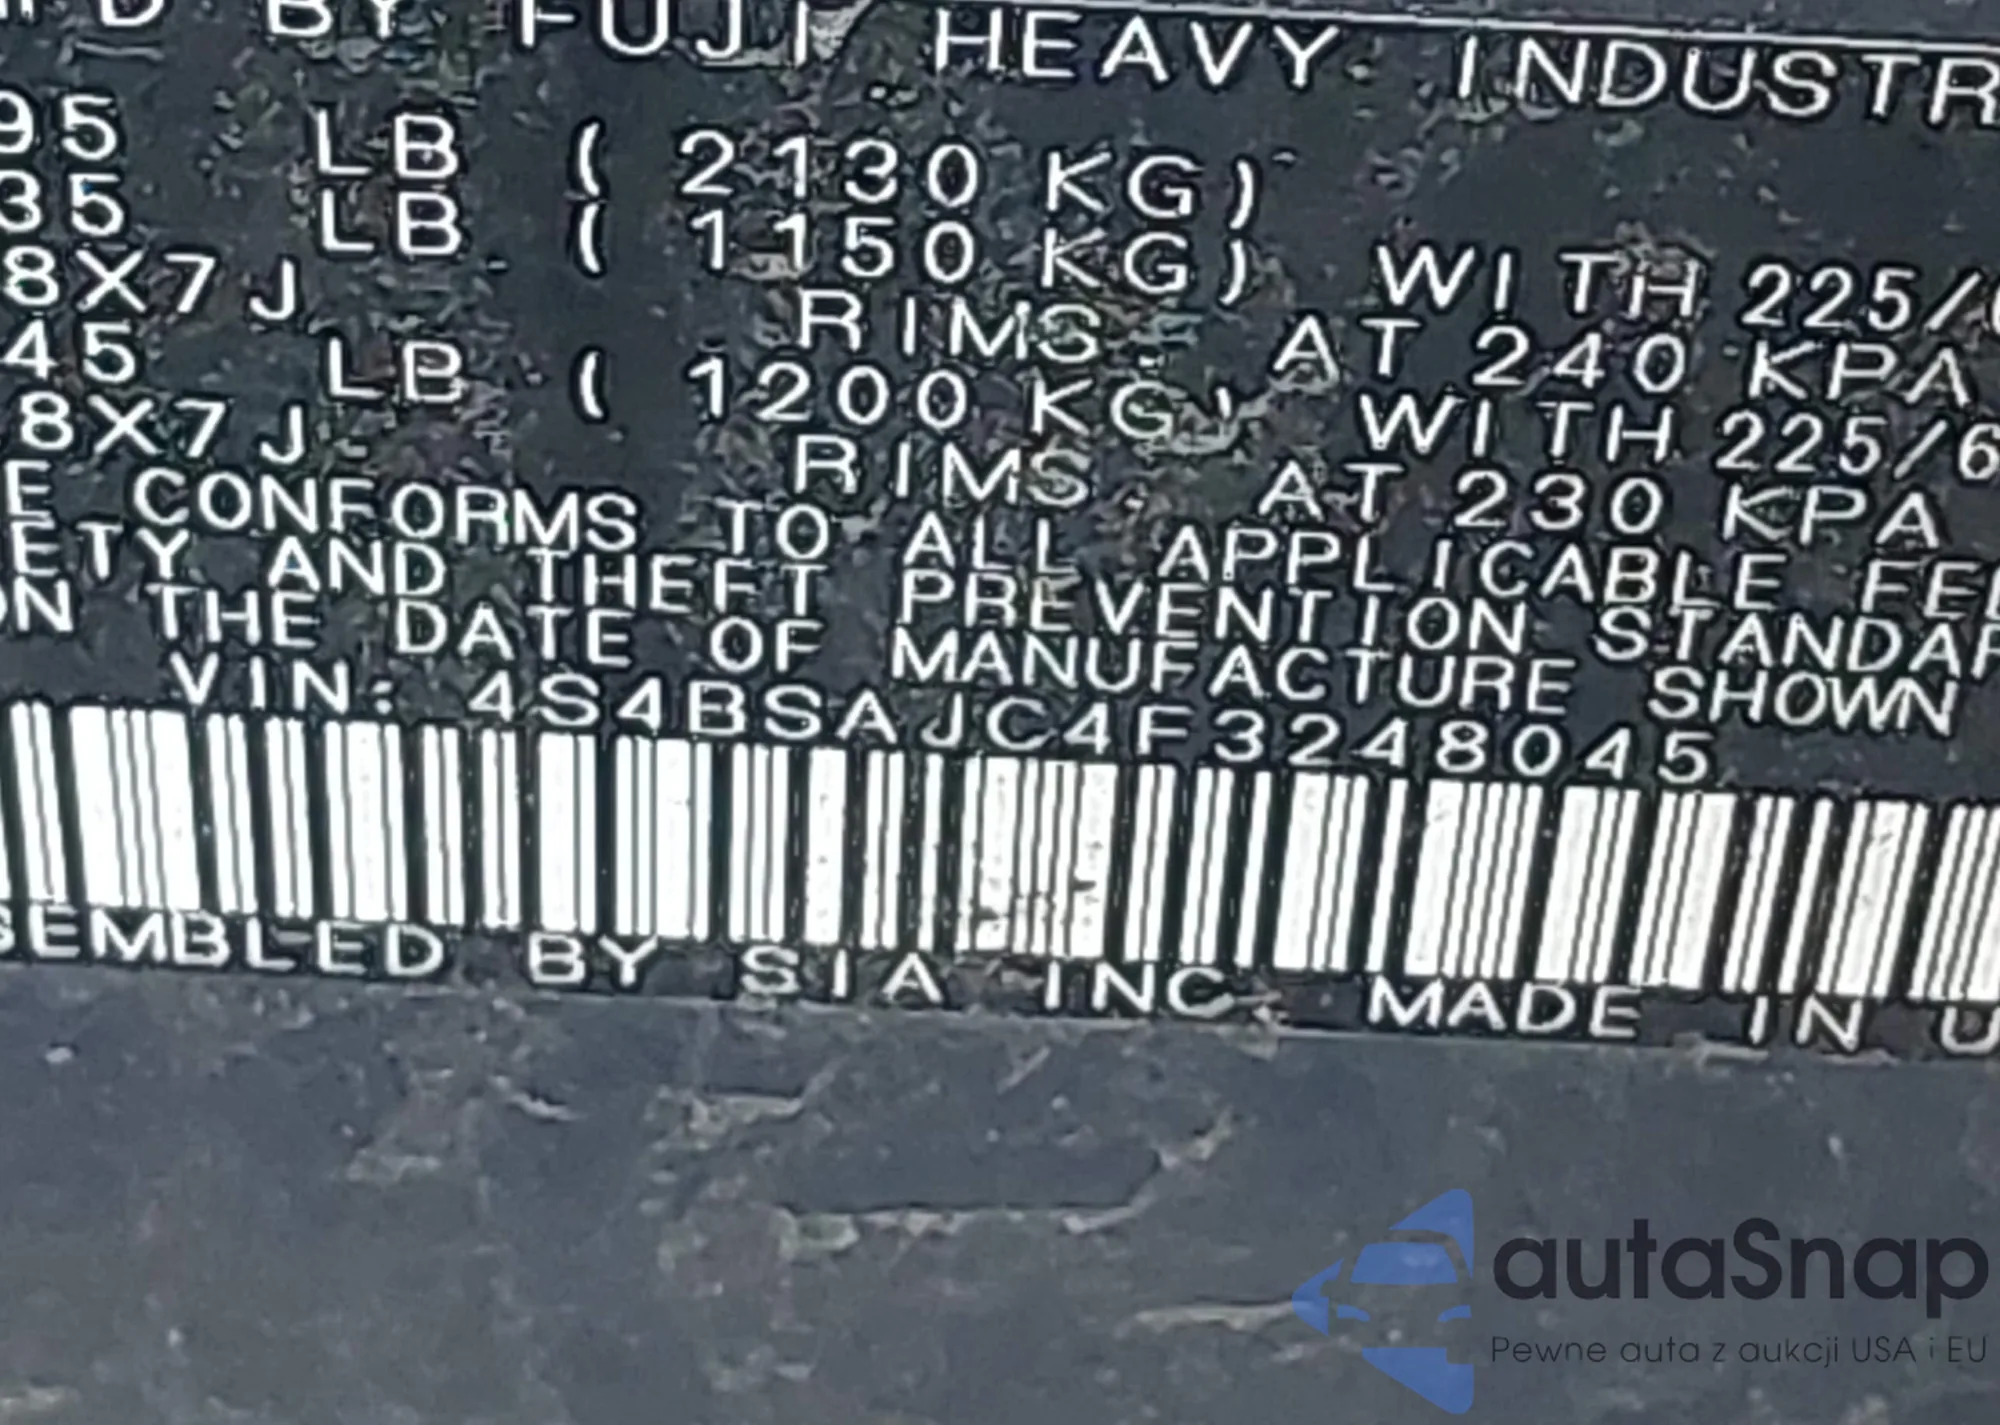 BY FUJI HEAVY INDUSTR
95 LB ( 2130 KG)
35 LB ( 1150 KG) WITH 225/6
8X7J RIMS. AT 240 KPA
45 LB ( 1200 KG) WITH 225/6
8X7J RIMS. AT 230 KPA
E CONFORMS TO ALL APPLICABLE FED
ETY AND THEFT PREVENTION STANDAR
ON THE DATE OF MANUFACTURE SHOWN
VIN: 4S4BSAJC4F3248045
SEMBLED BY SIA INC. MADE IN U
autaSnap
Pewne auta z aukcji USA i EU